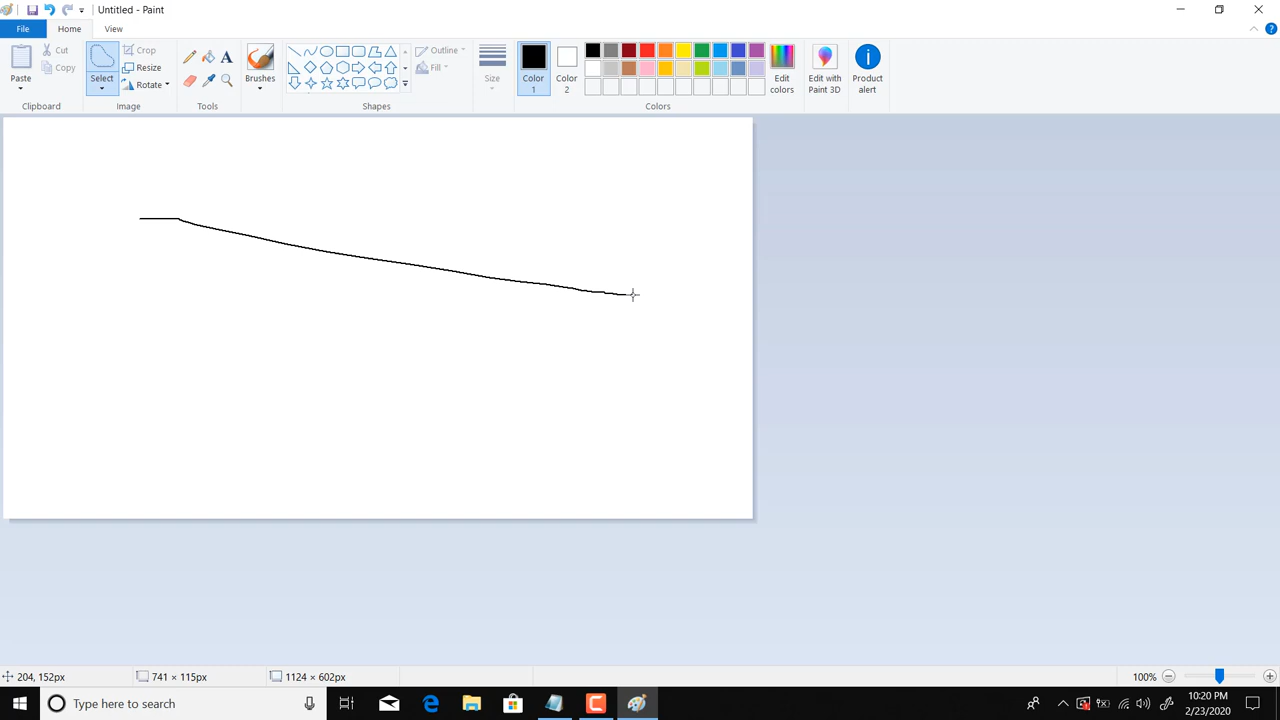 Untitled - Paint
File
Home
View
Paste
Cut
Copy
Clipboard
Select
Crop
Resize
Rotate
Image
A
Tools
Brushes
Outline
Fill
Shapes
Size
Color
1
Color
2
Edit
colors
Colors
Edit with
Paint 3D
Product
alert
204, 152px
741 × 115px
1124 × 602px
100%
Type here to search
10:20 PM
2/23/2020